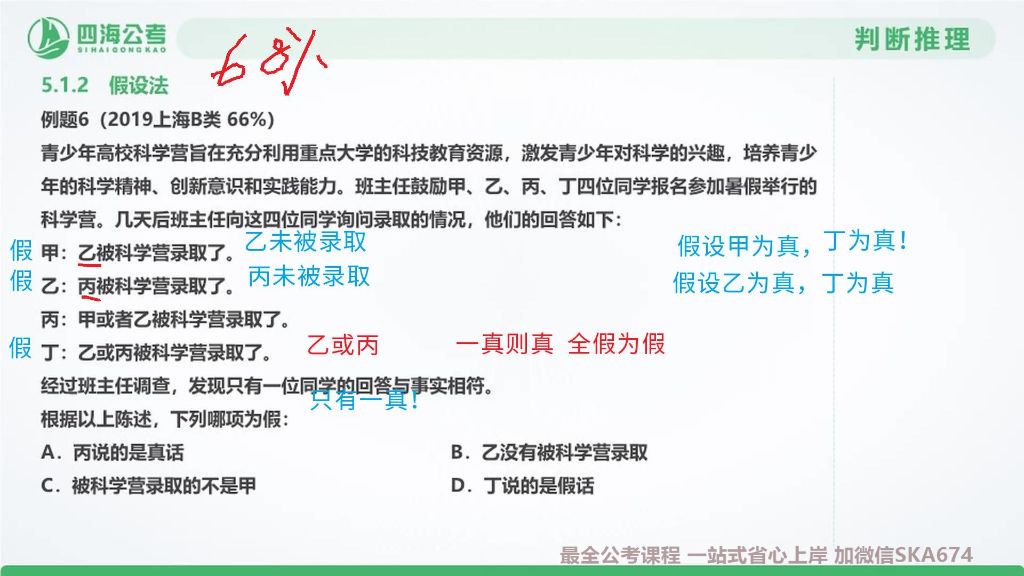 四海公考
SIHAIGONGKAO
判断推理
68%
5.1.2 假设法
例题6（2019上海B类 66%）
青少年高校科学营旨在充分利用重点大学的科技教育资源，激发青少年对科学的兴趣，培养青少
年的科学精神、创新意识和实践能力。班主任鼓励甲、乙、丙、丁四位同学报名参加暑假举行的
科学营。几天后班主任向这四位同学询问录取的情况，他们的回答如下：
假 甲：乙被科学营录取了。 乙未被录取 假设甲为真，丁为真！
假 乙：丙被科学营录取了。 丙未被录取 假设乙为真，丁为真
丙：甲或者乙被科学营录取了。
假 丁：乙或丙被科学营录取了。 乙或丙 一真则真 全假为假
经过班主任调查，发现只有一位同学的回答与事实相符。
只有一真！
根据以上陈述，下列哪项为假：
A．丙说的是真话 B．乙没有被科学营录取
C．被科学营录取的不是甲 D．丁说的是假话
最全公考课程 一站式省心上岸 加微信SKA674